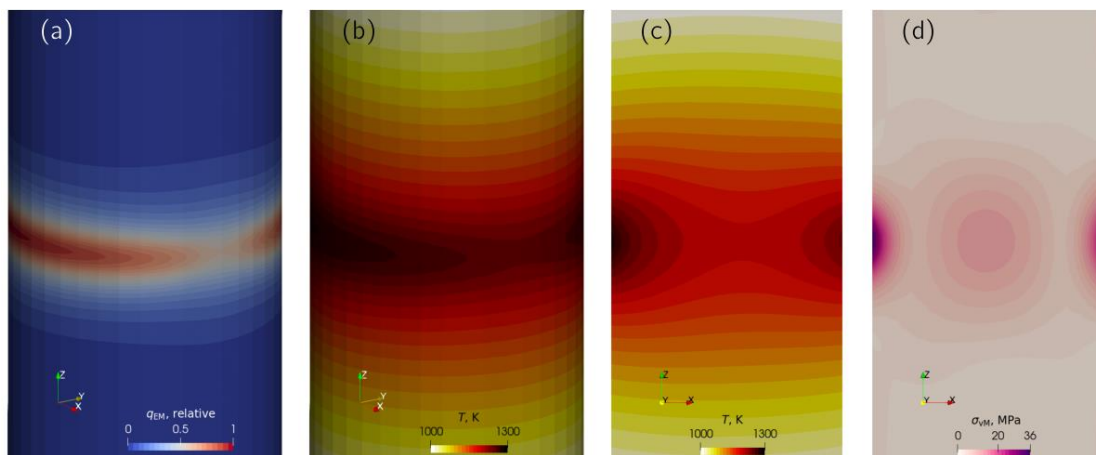 (a)
(b)
(c)
(d)
Z
Y
X
Z
Y
X
Z
Y
X
Z
Y
X
q_EM, relative
0
0.5
1
T, K
1000
1300
T, K
1000
1300
σ_vM, MPa
0
20
36